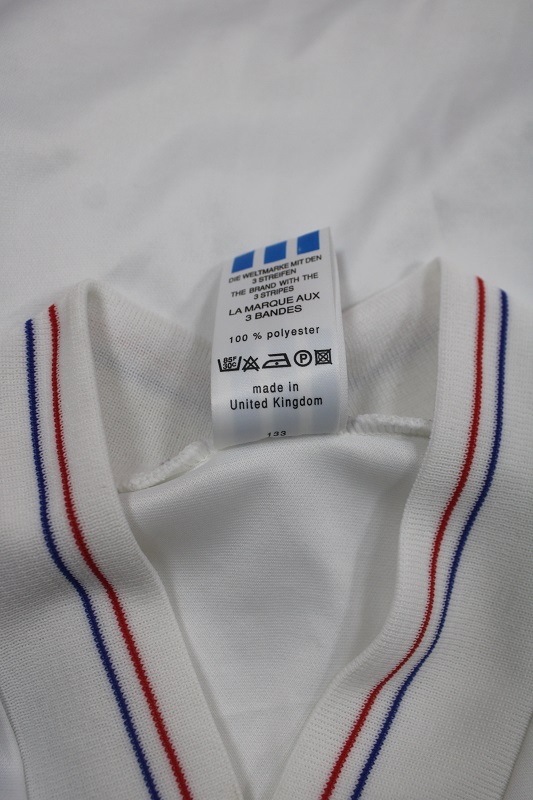 DIE WELTMARKE MIT DEN
3 STREIFEN
THE BRAND WITH THE
3 STRIPES
LA MARQUE AUX
3 BANDES
100 % polyester
P
made in
United Kingdom
133